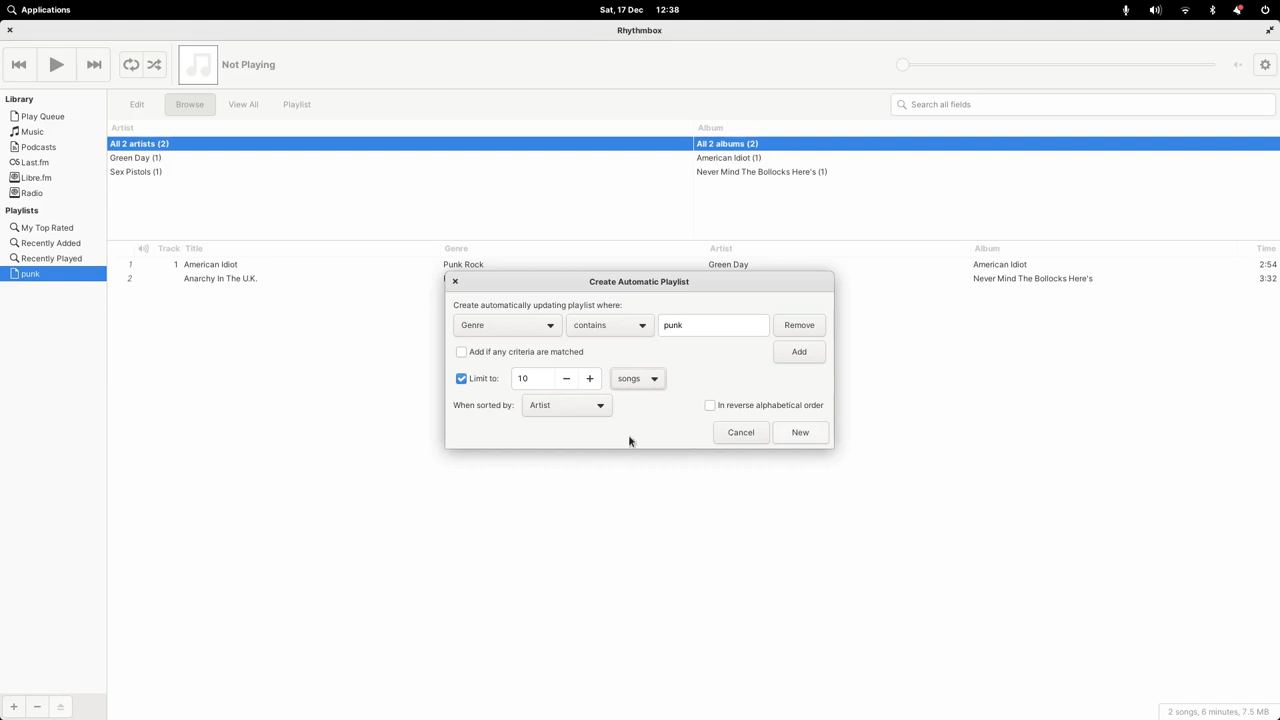 Applications
Sat, 17 Dec 12:38
Rhythmbox
Not Playing
Library
Play Queue
Music
Podcasts
Last.fm
Libre.fm
Radio
Playlists
My Top Rated
Recently Added
Recently Played
punk
Edit Browse View All Playlist
Search all fields
Artist Album
All 2 artists (2) All 2 albums (2)
Green Day (1) American Idiot (1)
Sex Pistols (1) Never Mind The Bollocks Here's (1)
Track Title Genre Artist Album Time
1 1 American Idiot Punk Rock Green Day American Idiot 2:54
2 Anarchy In The U.K. Never Mind The Bollocks Here's 3:32
Create Automatic Playlist
Create automatically updating playlist where:
Genre contains punk Remove
Add if any criteria are matched Add
Limit to: 10 songs
When sorted by: Artist In reverse alphabetical order
Cancel New
2 songs, 6 minutes, 7.5 MB